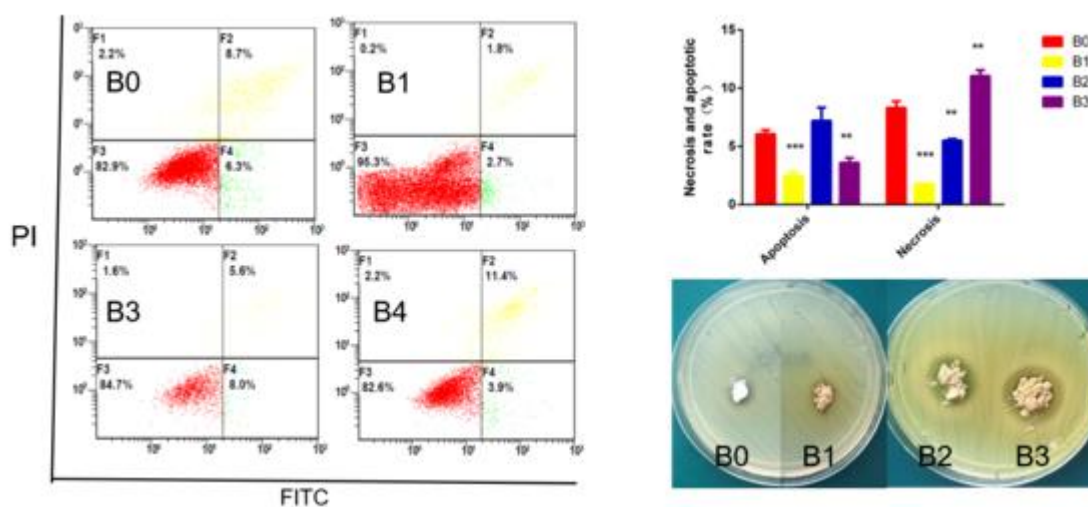 F1
2.2%
F2
8.7%
B0
F3
82.9%
F4
6.3%
F1
0.2%
F2
1.8%
B1
F3
95.3%
F4
2.7%
PI
F1
1.6%
F2
5.6%
B3
F3
84.7%
F4
8.0%
F1
2.2%
F2
11.4%
B4
F3
82.6%
F4
3.9%
FITC
Necrosis and apoptotic
rate (%)
15
10
5
0
***
**
***
**
**
Apoptosis
Necrosis
B0
B1
B2
B3
B0 B1 B2 B3